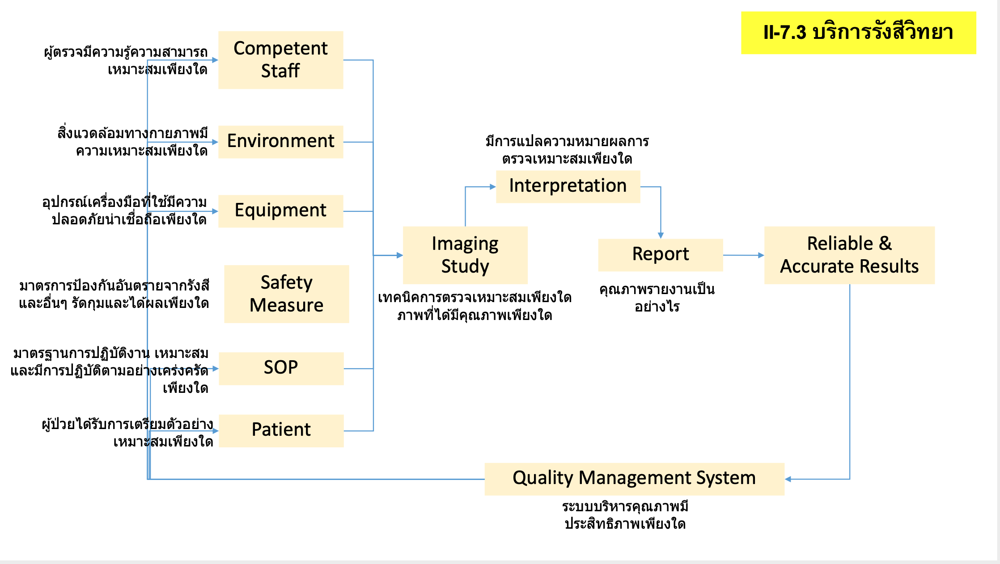 II-7.3 บริการรังสีวิทยา
ผู้ตรวจมีความรู้ความสามารถ
เหมาะสมเพียงใด
Competent
Staff
สิ่งแวดล้อมทางกายภาพมี
ความเหมาะสมเพียงใด
Environment
อุปกรณ์เครื่องมือที่ใช้มีความ
ปลอดภัยน่าเชื่อถือเพียงใด
Equipment
มาตรการป้องกันอันตรายจากรังสี
และอื่นๆ รัดกุมและได้ผลเพียงใด
Safety
Measure
มาตรฐานการปฏิบัติงาน เหมาะสม
และมีการปฏิบัติตามอย่างเคร่งครัด
เพียงใด
SOP
ผู้ป่วยได้รับการเตรียมตัวอย่าง
เหมาะสมเพียงใด
Patient
Imaging
Study
เทคนิคการตรวจเหมาะสมเพียงใด
ภาพที่ได้มีคุณภาพเพียงใด
มีการแปลความหมายผลการ
ตรวจเหมาะสมเพียงใด
Interpretation
Report
คุณภาพรายงานเป็น
อย่างไร
Reliable &
Accurate Results
Quality Management System
ระบบบริหารคุณภาพมี
ประสิทธิภาพเพียงใด